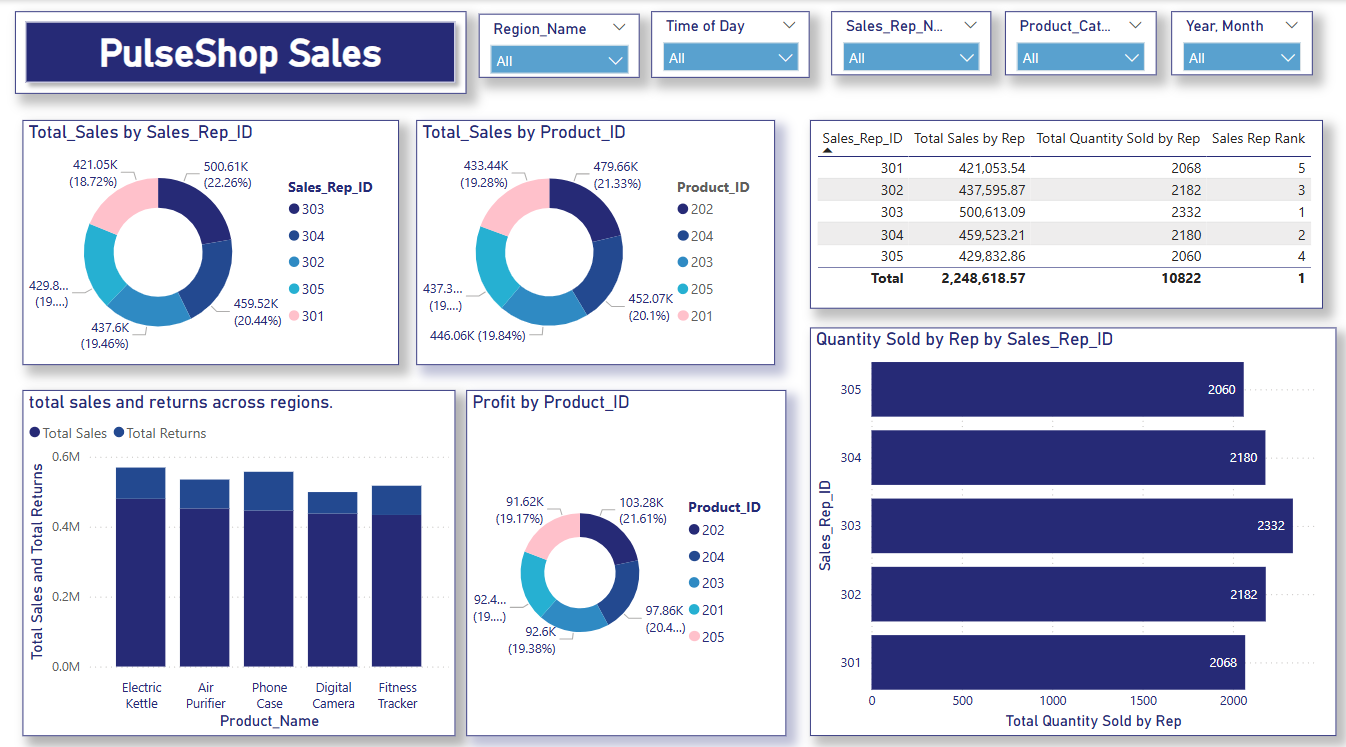 PulseShop Sales
Region_Name
All
Time of Day
All
Sales_Rep_N...
All
Product_Cat...
All
Year, Month
All
Total_Sales by Sales_Rep_ID
421.05K
(18.72%)
500.61K
(22.26%)
429.8...
(19....)
437.6K
(19.46%)
459.52K
(20.44%)
Sales_Rep_ID
303
304
302
305
301
Total_Sales by Product_ID
433.44K
(19.28%)
479.66K
(21.33%)
437.3...
(19....)
446.06K (19.84%)
452.07K
(20.1%)
Product_ID
202
204
203
205
201
Sales_Rep_ID Total Sales by Rep Total Quantity Sold by Rep Sales Rep Rank
301 421,053.54 2068 5
302 437,595.87 2182 3
303 500,613.09 2332 1
304 459,523.21 2180 2
305 429,832.86 2060 4
Total 2,248,618.57 10822 1
total sales and returns across regions.
Total Sales Total Returns
Total Sales and Total Returns
0.6M
0.4M
0.2M
0.0M
Electric Kettle
Air Purifier
Phone Case
Digital Camera
Fitness Tracker
Product_Name
Profit by Product_ID
91.62K
(19.17%)
103.28K
(21.61%)
92.4...
(19....)
92.6K
(19.38%)
97.86K
(20.4...)
Product_ID
202
204
203
201
205
Quantity Sold by Rep by Sales_Rep_ID
Sales_Rep_ID
305 2060
304 2180
303 2332
302 2182
301 2068
0 500 1000 1500 2000
Total Quantity Sold by Rep